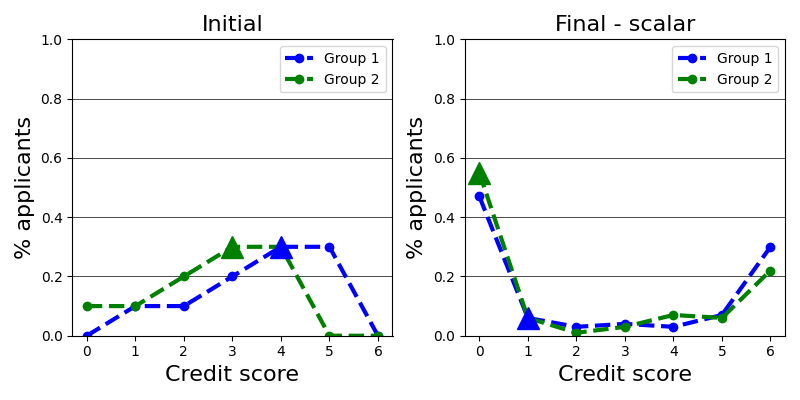 Initial
1.0
0.8
0.6
0.4
0.2
0.0
% applicants
Group 1
Group 2
0 1 2 3 4 5 6
Credit score
Final - scalar
1.0
0.8
0.6
0.4
0.2
0.0
% applicants
Group 1
Group 2
0 1 2 3 4 5 6
Credit score